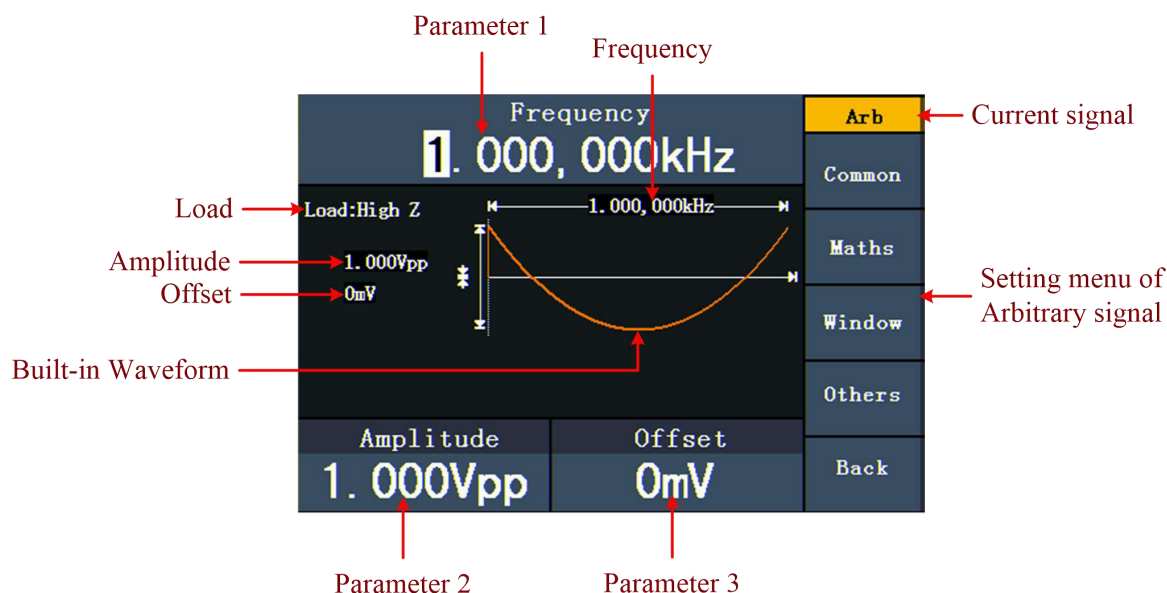 Parameter 1
Frequency
Frequency
1.000,000kHz
Arb
Current signal
Common
Load
Load:High Z
1.000,000kHz
Maths
Amplitude
1.000Vpp
Offset
0mV
Setting menu of
Arbitrary signal
Window
Built-in Waveform
Others
Amplitude
Offset
Back
1.000Vpp
0mV
Parameter 2
Parameter 3